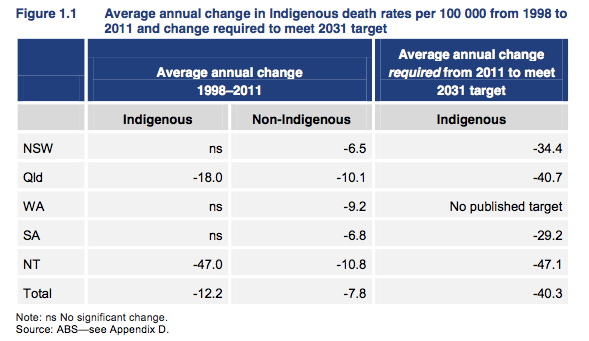 Figure 1.1 Average annual change in Indigenous death rates per 100 000 from 1998 to
2011 and change required to meet 2031 target
Average annual change
1998–2011
Average annual change
required from 2011 to meet
2031 target
Indigenous Non-Indigenous Indigenous
NSW ns -6.5 -34.4
Qld -18.0 -10.1 -40.7
WA ns -9.2 No published target
SA ns -6.8 -29.2
NT -47.0 -10.8 -47.1
Total -12.2 -7.8 -40.3
Note: ns No significant change.
Source: ABS—see Appendix D.